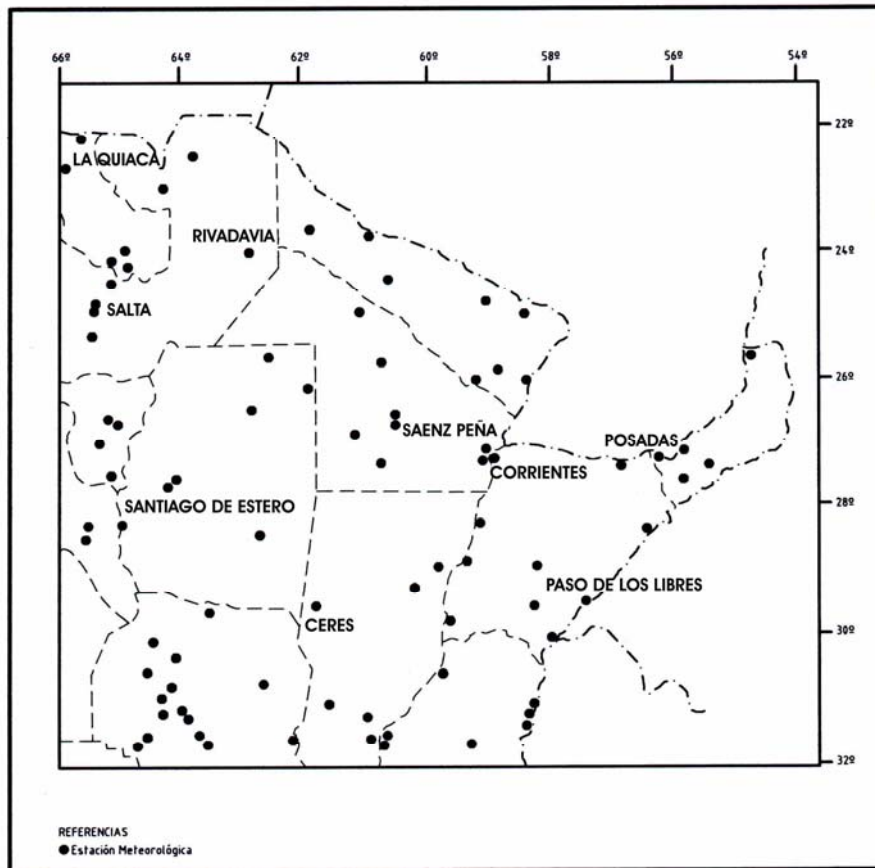 66º 64º 62º 60º 58º 56º 54º
22º
LA QUIACA
RIVADAVIA
24º
SALTA
26º
SAENZ PEÑA
POSADAS
CORRIENTES
28º
SANTIAGO DE ESTERO
PASO DE LOS LIBRES
CERES
30º
32º
REFERENCIAS
Estación Meteorológica